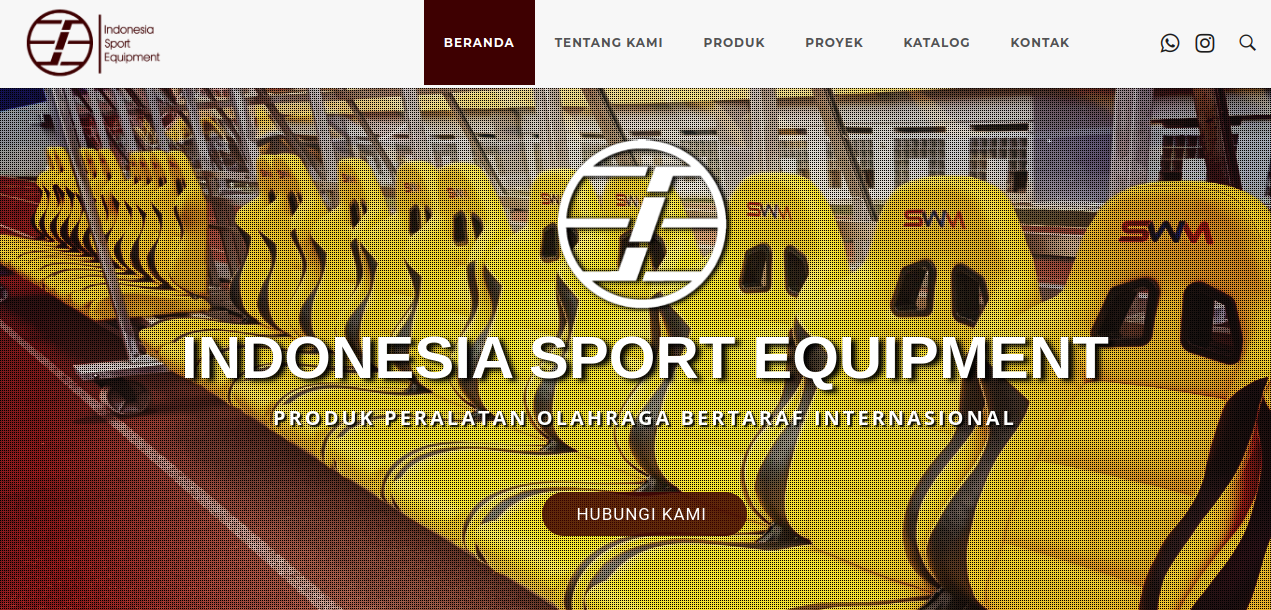 Indonesia
Sport
Equipment
BERANDA TENTANG KAMI PRODUK PROYEK KATALOG KONTAK
SWM SWM SWM SWM
SWM
INDONESIA SPORT EQUIPMENT
PRODUK PERALATAN OLAHRAGA BERTARAF INTERNASIONAL
HUBUNGI KAMI